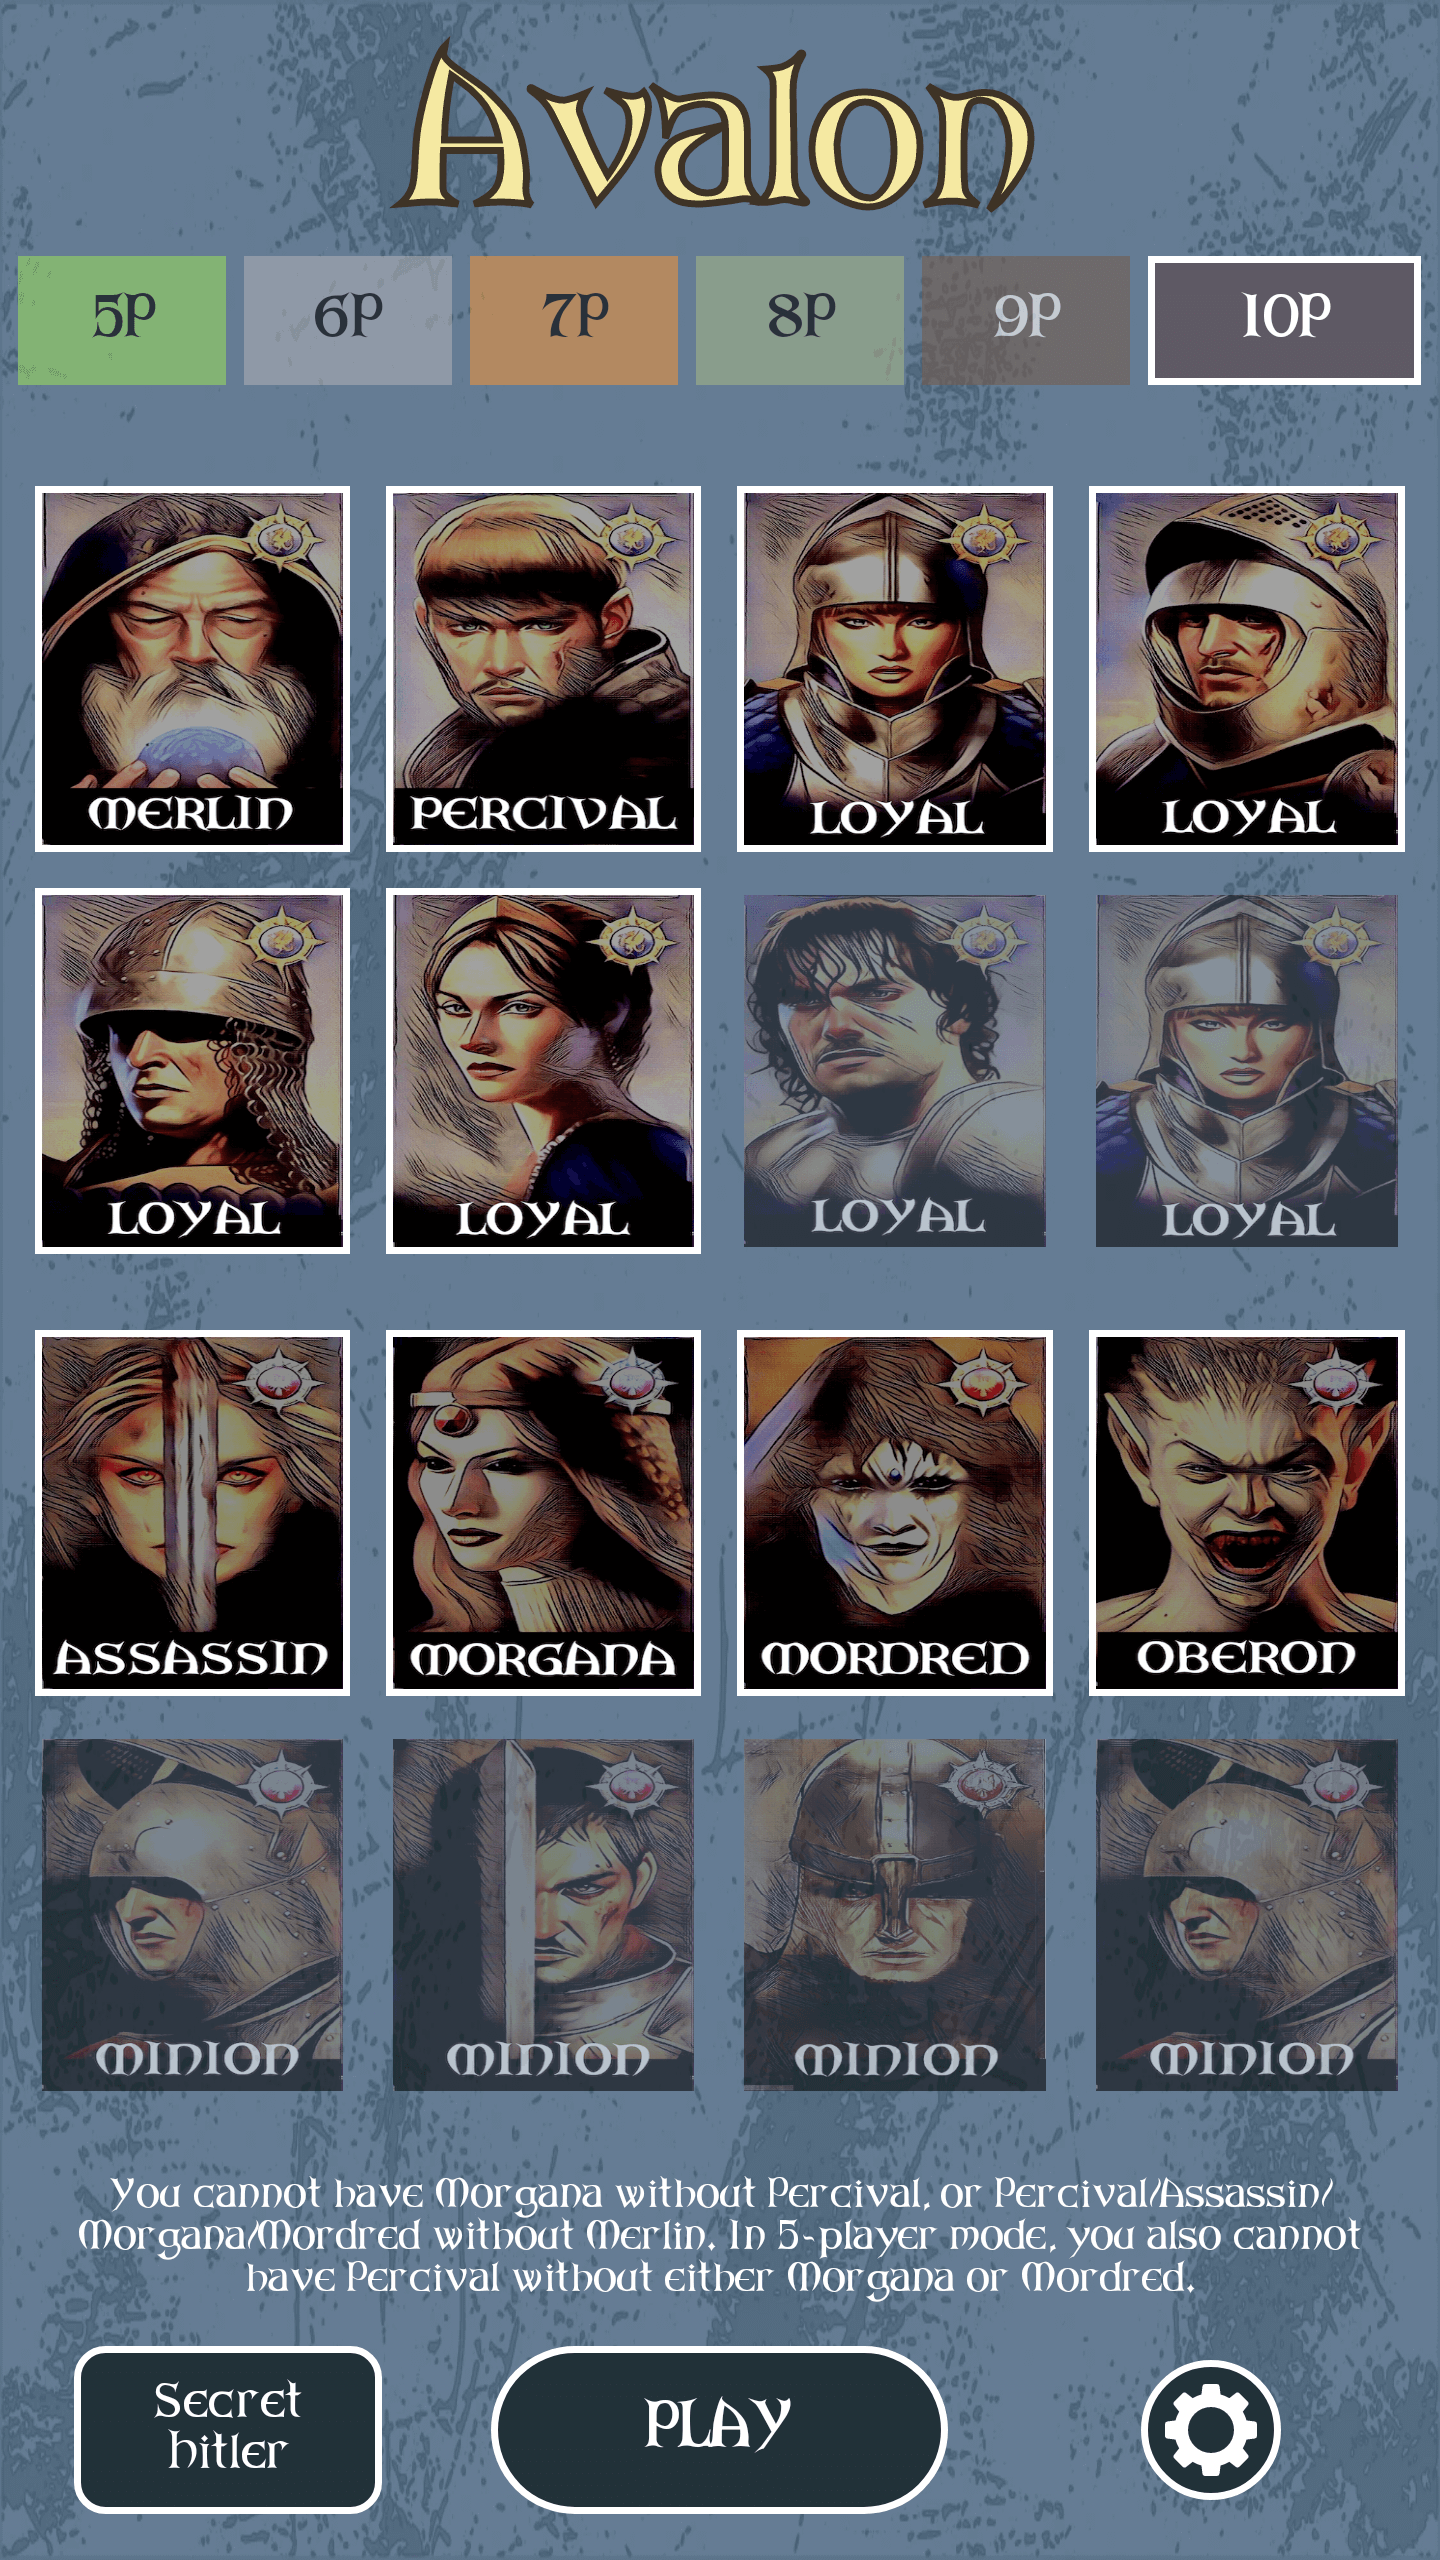 Avalon
5P 6P 7P 8P 9P 10P
MERLIN PERCIVAL LOYAL LOYAL
LOYAL LOYAL LOYAL LOYAL
ASSASSIN MORGANA MORDRED OBERON
MINION MINION MINION MINION
You cannot have Morgana without Percival, or Percival/Assassin/
Morgana/Mordred without Merlin. In 5-player mode, you also cannot
have Percival without either Morgana or Mordred.
Secret
Hitler
PLAY